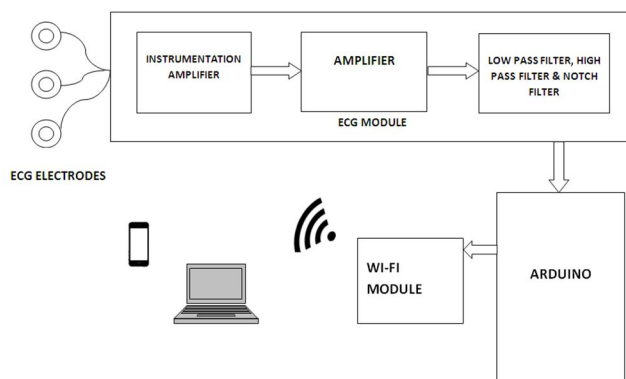 INSTRUMENTATION
AMPLIFIER
AMPLIFIER
LOW PASS FILTER, HIGH
PASS FILTER & NOTCH
FILTER
ECG MODULE
ECG ELECTRODES
WI-FI
MODULE
ARDUINO